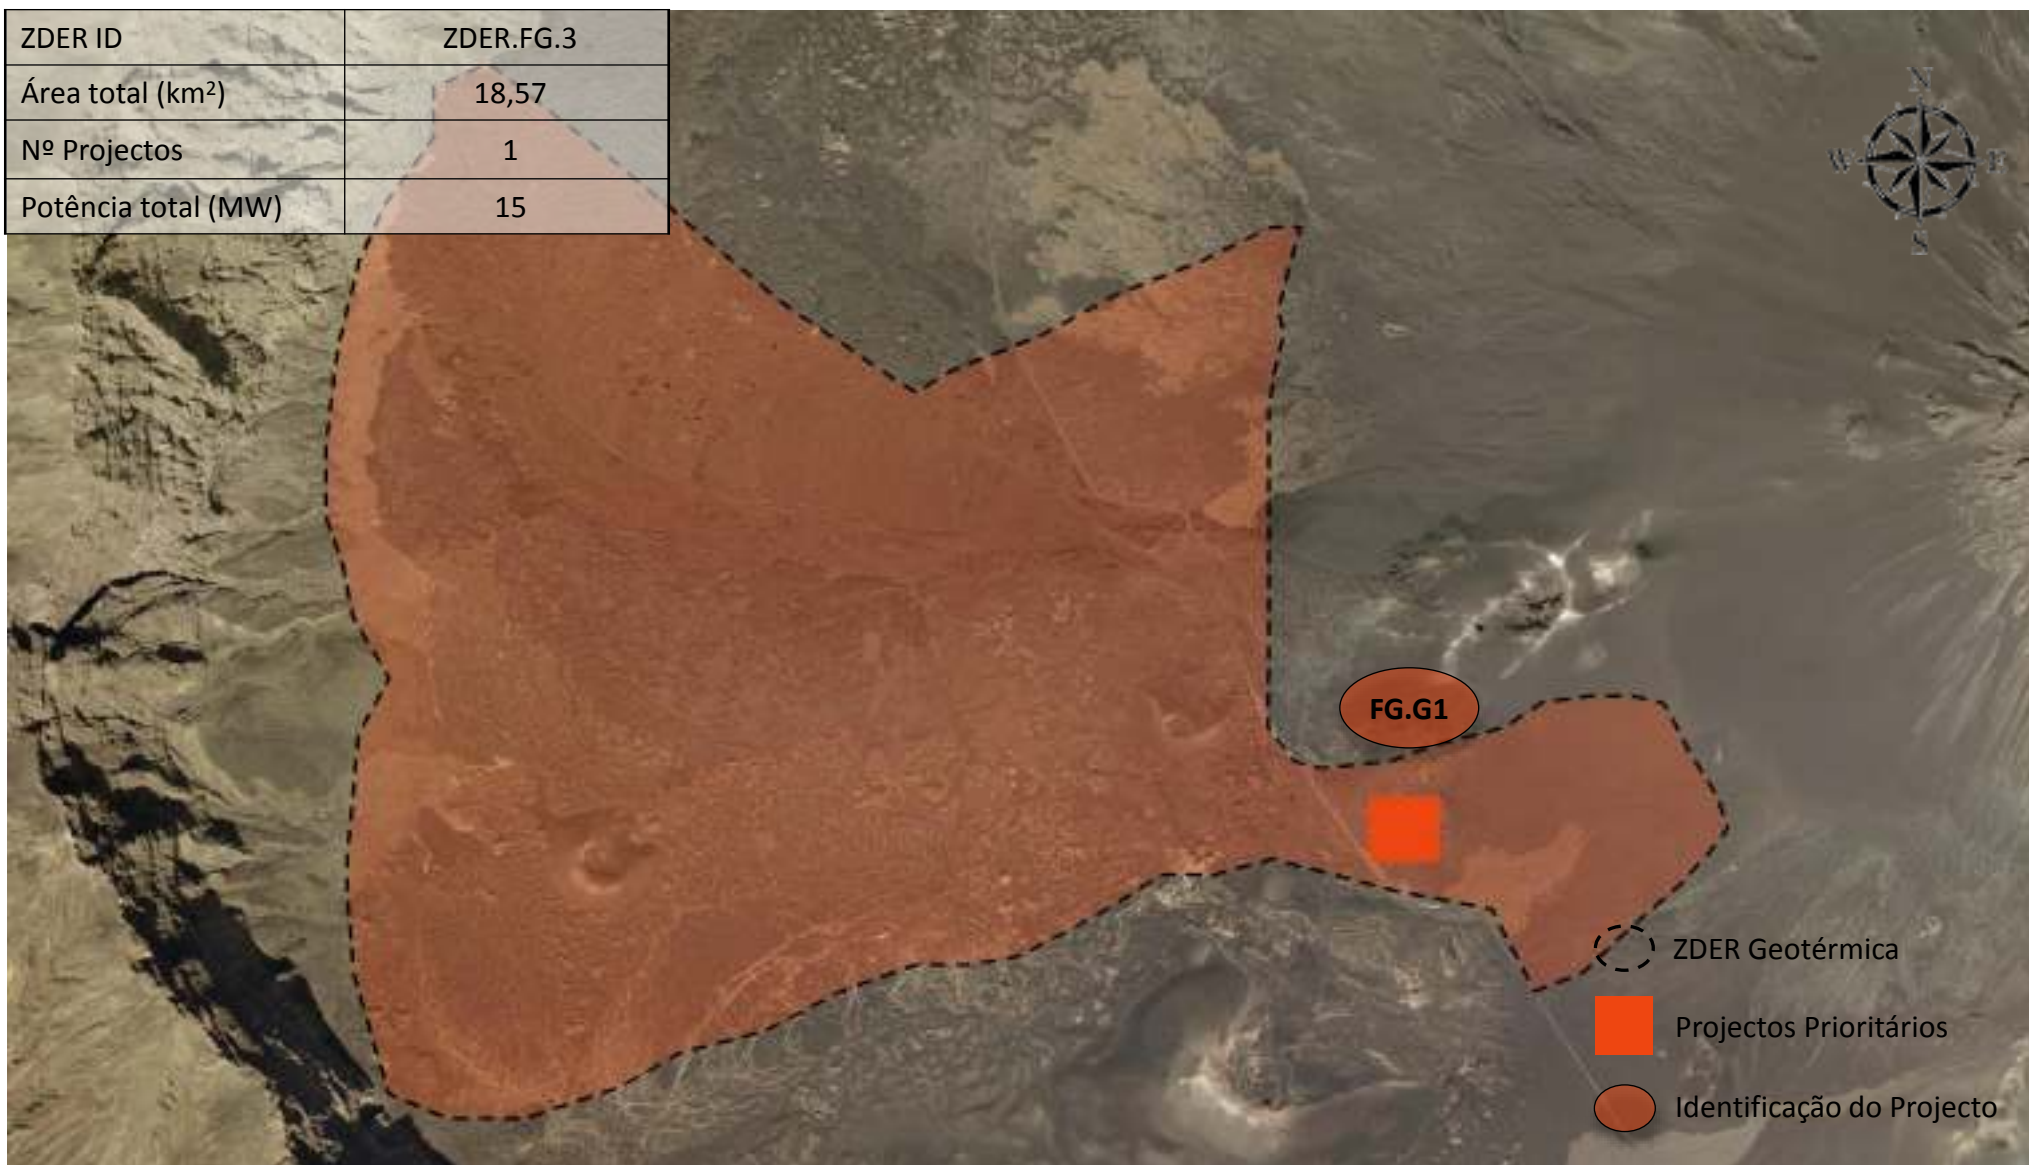 ZDER ID ZDER.FG.3
Área total (km²) 18,57
Nº Projectos 1
Potência total (MW) 15
N
W E
S
FG.G1
ZDER Geotérmica
Projectos Prioritários
Identificação do Projecto